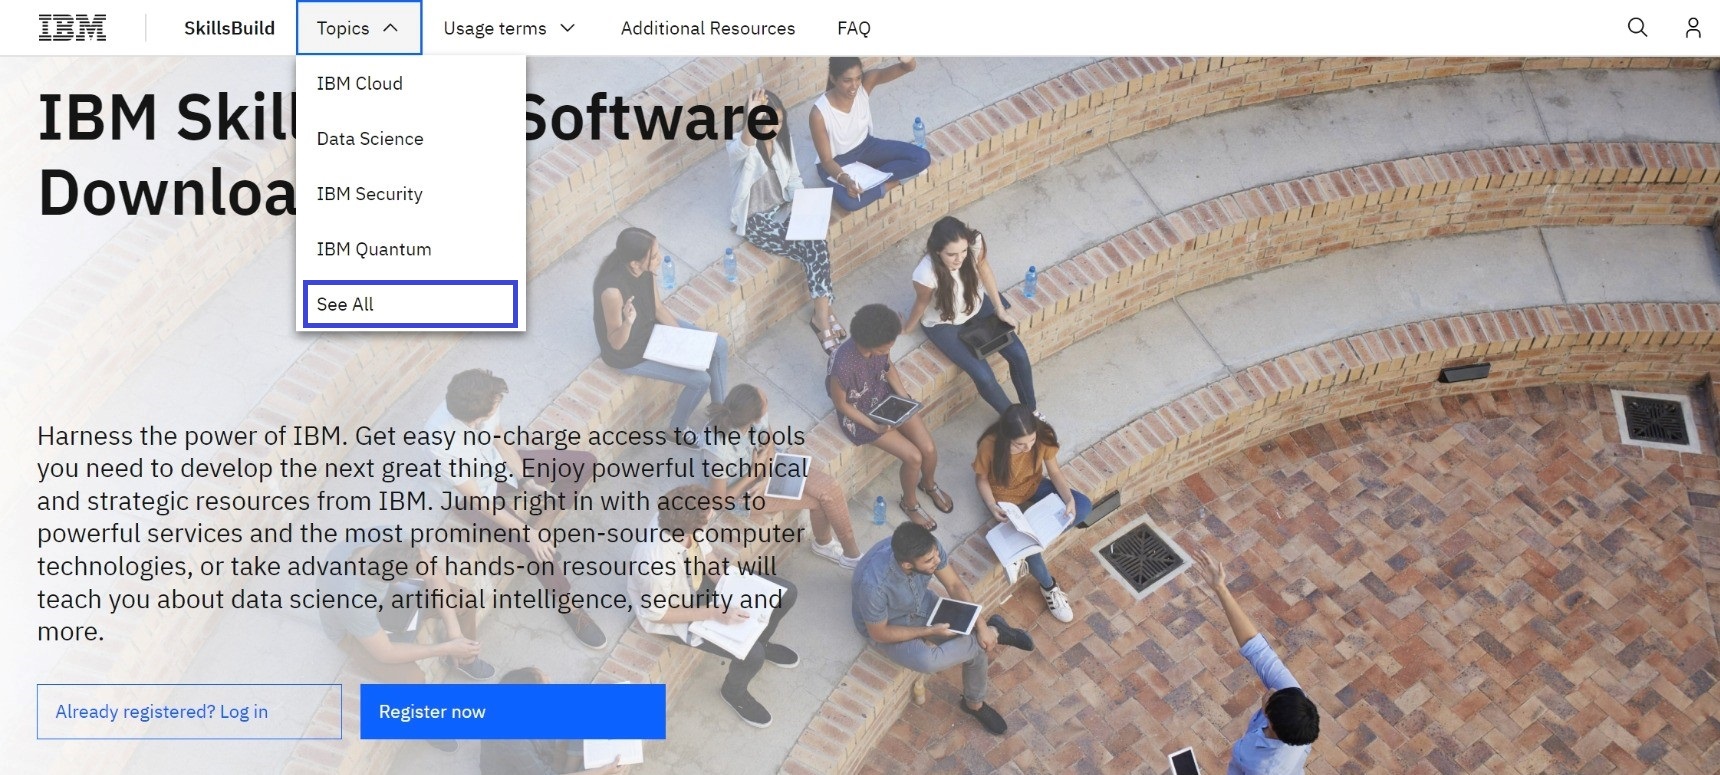 IBM
SkillsBuild
Topics
Usage terms
Additional Resources
FAQ
IBM Cloud
Data Science
IBM Security
IBM Quantum
See All
IBM Skil Software
Downloa
Harness the power of IBM. Get easy no-charge access to the tools
you need to develop the next great thing. Enjoy powerful technical
and strategic resources from IBM. Jump right in with access to
powerful services and the most prominent open-source computer
technologies, or take advantage of hands-on resources that will
teach you about data science, artificial intelligence, security and
more.
Already registered? Log in
Register now